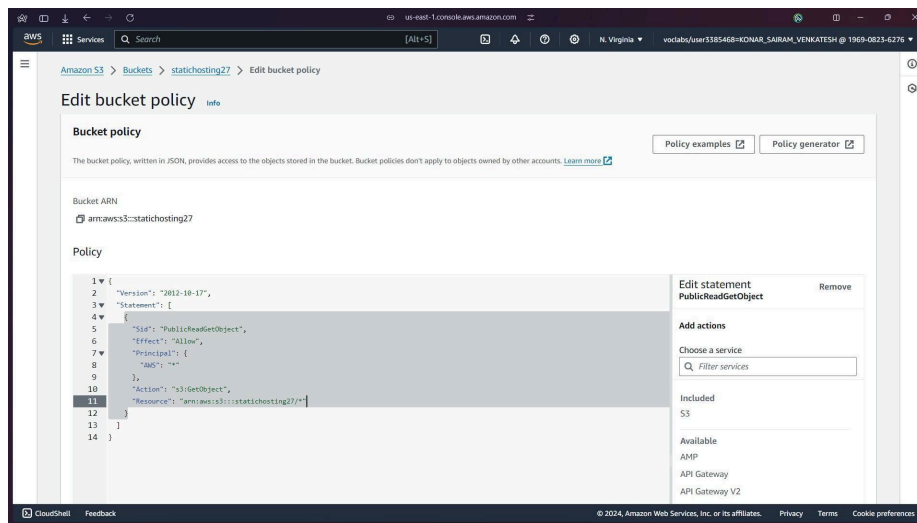 us-east-1.console.aws.amazon.com
aws Services Search [Alt+S] N. Virginia ▼ voclabs/user3385468=KONAR_SAIRAM_VENKATESH @ 1969-0823-6276 ▼
Amazon S3 > Buckets > statichosting27 > Edit bucket policy
Edit bucket policy Info
Bucket policy
Policy examples
Policy generator
The bucket policy, written in JSON, provides access to the objects stored in the bucket. Bucket policies don't apply to objects owned by other accounts. Learn more
Bucket ARN
arn:aws:s3:::statichosting27
Policy
1 {
2 "Version": "2012-10-17",
3 "Statement": [
4 {
5 "Sid": "PublicReadGetObject",
6 "Effect": "Allow",
7 "Principal": {
8 "AWS": "*"
9 },
10 "Action": "s3:GetObject",
11 "Resource": "arn:aws:s3:::statichosting27/*"
12 }
13 ]
14 }
Edit statement Remove
PublicReadGetObject
Add actions
Choose a service
Filter services
Included
S3
Available
AMP
API Gateway
API Gateway V2
CloudShell Feedback © 2024, Amazon Web Services, Inc. or its affiliates. Privacy Terms Cookie preferences